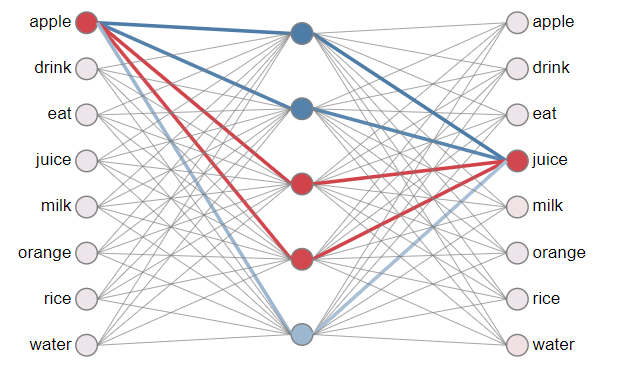 apple apple
drink drink
eat eat
juice juice
milk milk
orange orange
rice rice
water water